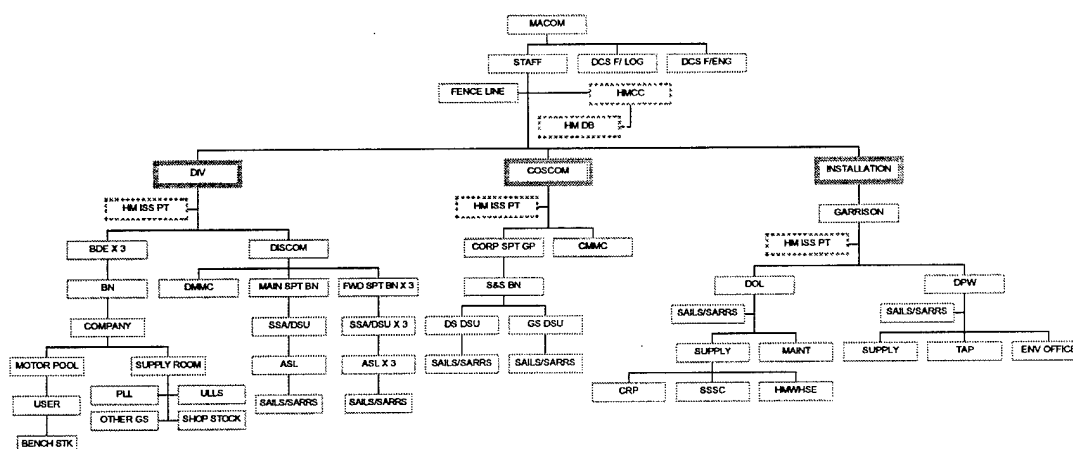 MACOM
STAFF
DCS F/ LOG
DCS F/ENG
FENCE LINE
HMCC
HM DB
DIV
COSCOM
INSTALLATION
HM ISS PT
HM ISS PT
GARRISON
HM ISS PT
BDE X 3
DISCOM
CORP SPT GP
CMMC
BN
DMMC
MAIN SPT BN
FWD SPT BN X 3
S&S BN
DOL
DPW
COMPANY
SSA/DSU
SSA/DSU X 3
DS DSU
GS DSU
SAILS/SARRS
SAILS/SARRS
MOTOR POOL
SUPPLY ROOM
ASL
ASL X 3
SAILS/SARRS
SAILS/SARRS
SUPPLY
MAINT
SUPPLY
TAP
ENV OFFICE
PLL
ULLS
CRP
SSSC
HMWHSE
USER
SAILS/SARRS
SAILS/SARRS
OTHER GS
SHOP STOCK
BENCH STK